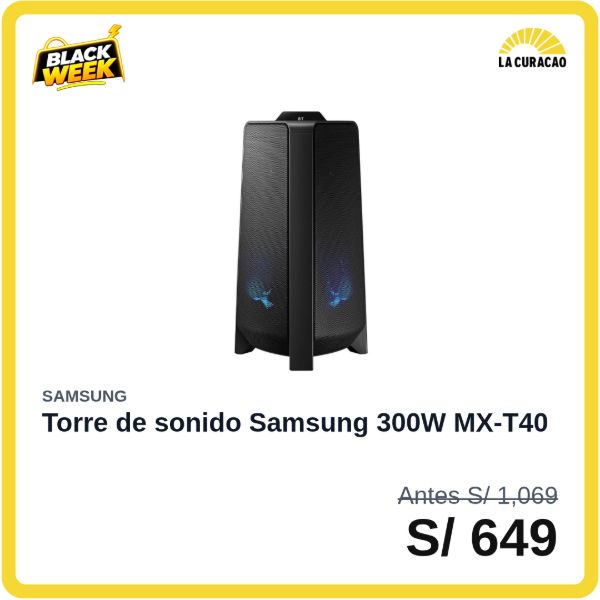 BLACK
WEEK
LA CURACAO
SAMSUNG
Torre de sonido Samsung 300W MX-T40
Antes S/ 1,069
S/ 649